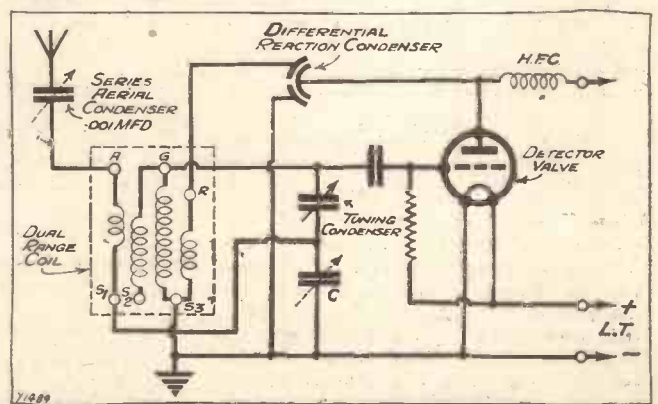 DIFFERENTIAL
REACTION CONDENSER
H.F.C.
SERIES
AERIAL
CONDENSER
.001 MFD
A
G
R
DETECTOR
VALVE
TUNING
CONDENSER
DUAL
RANGE
COIL
S1
S2
S3
C
+
L.T.
-
Y1489